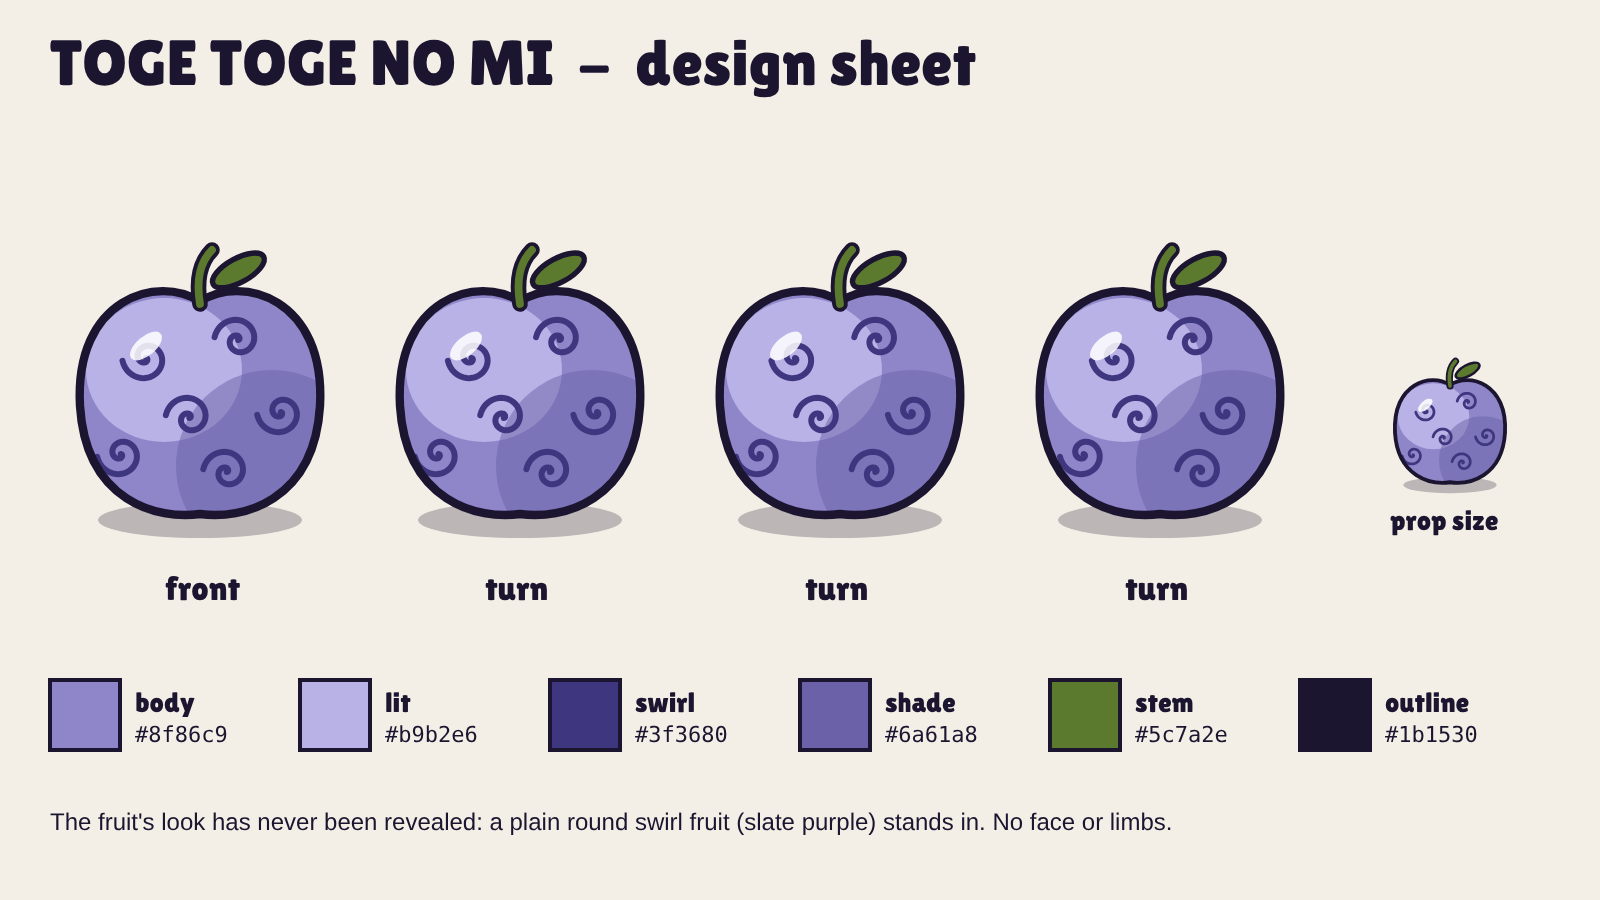 TOGE TOGE NO MI – design sheet
prop size
front turn turn turn
body lit swirl shade stem outline
#8f86c9 #b9b2e6 #3f3680 #6a61a8 #5c7a2e #1b1530
The fruit's look has never been revealed: a plain round swirl fruit (slate purple) stands in. No face or limbs.